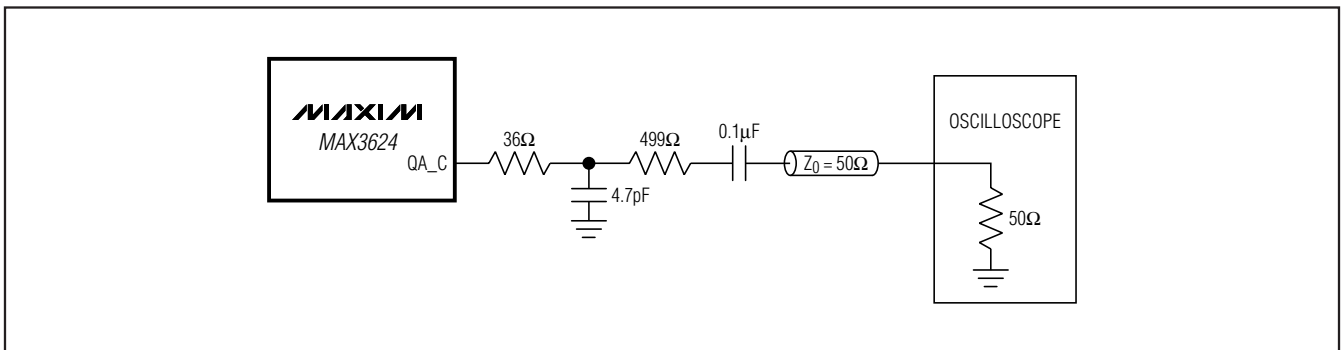 MAXIM
MAX3624
QA_C
36Ω
4.7pF
499Ω
0.1μF
Z0 = 50Ω
OSCILLOSCOPE
50Ω